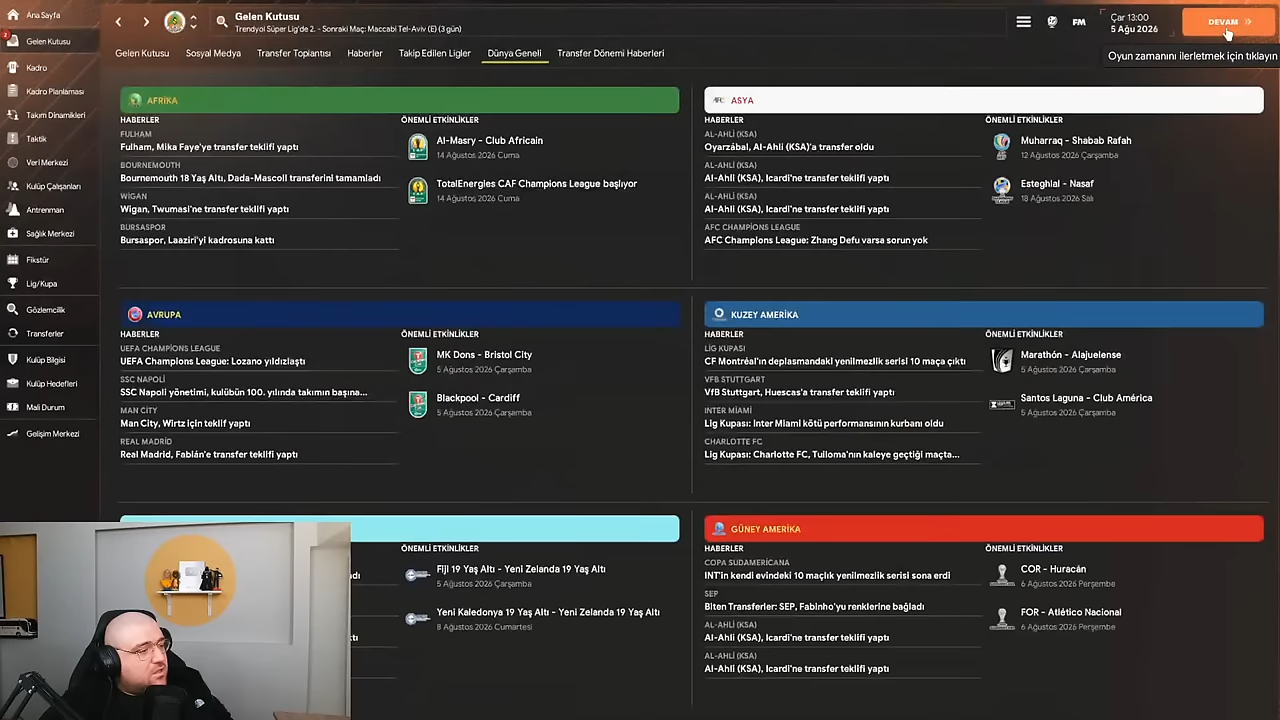 Ana Sayfa
2
Gelen Kutusu
Kadro
Kadro Planlaması
Takım Dinamikleri
Taktik
Veri Merkezi
Kulüp Çalışanları
Antrenman
Sağlık Merkezi
Fikstür
Lig/Kupa
Gözlemcilik
Transferler
Kulüp Bilgisi
Kulüp Hedefleri
Mali Durum
Gelişim Merkezi
Gelen Kutusu
Trendyol Süper Lig'de 2. - Sonraki Maç: Maccabi Tel-Aviv (E) (3 gün)
FM
Çar 13:00
5 Ağu 2026
DEVAM
Oyun zamanını ilerletmek için tıklayın
Gelen Kutusu
Sosyal Medya
Transfer Toplantısı
Haberler
Takip Edilen Ligler
Dünya Geneli
Transfer Dönemi Haberleri
AFRİKA
HABERLER
FULHAM
Fulham, Mika Faye'ye transfer teklifi yaptı
BOURNEMOUTH
Bournemouth 18 Yaş Altı, Dada-Mascoll transferini tamamladı
WİGAN
Wigan, Twumasi'ne transfer teklifi yaptı
BURSASPOR
Bursaspor, Laaziri'yi kadrosuna kattı
ÖNEMLİ ETKİNLİKLER
Al-Masry - Club Africain
14 Ağustos 2026 Cuma
TotalEnergies CAF Champions League başlıyor
14 Ağustos 2026 Cuma
AFC
ASYA
HABERLER
AL-AHLİ (KSA)
Oyarzábal, Al-Ahli (KSA)'a transfer oldu
AL-AHLİ (KSA)
Al-Ahli (KSA), Icardi'ne transfer teklifi yaptı
AL-AHLİ (KSA)
Al-Ahli (KSA), Icardi'ne transfer teklifi yaptı
AFC CHAMPIONS LEAGUE
AFC Champions League: Zhang Defu varsa sorun yok
ÖNEMLİ ETKİNLİKLER
Muharraq - Shabab Rafah
12 Ağustos 2026 Çarşamba
Esteghlal - Nasaf
18 Ağustos 2026 Salı
AVRUPA
HABERLER
UEFA CHAMPIONS LEAGUE
UEFA Champions League: Lozano yıldızlaştı
SSC NAPOLİ
SSC Napoli yönetimi, kulübün 100. yılında takımın başına...
MAN CITY
Man City, Wirtz için teklif yaptı
REAL MADRİD
Real Madrid, Fabián'e transfer teklifi yaptı
ÖNEMLİ ETKİNLİKLER
MK Dons - Bristol City
5 Ağustos 2026 Çarşamba
Blackpool - Cardiff
5 Ağustos 2026 Çarşamba
KUZEY AMERİKA
HABERLER
LİG KUPASI
CF Montréal'ın deplasmandaki yenilmezlik serisi 10 maça çıktı
VFB STUTTGART
VfB Stuttgart, Huescas'a transfer teklifi yaptı
INTER MİAMİ
Lig Kupası: Inter Miami kötü performansının kurbanı oldu
CHARLOTTE FC
Lig Kupası: Charlotte FC, Tuiloma'nın kaleye geçtiği maçta...
ÖNEMLİ ETKİNLİKLER
Marathón - Alajuelense
5 Ağustos 2026 Çarşamba
Santos Laguna - Club América
5 Ağustos 2026 Çarşamba
ÖNEMLİ ETKİNLİKLER
Fiji 19 Yaş Altı - Yeni Zelanda 19 Yaş Altı
5 Ağustos 2026 Çarşamba
Yeni Kaledonya 19 Yaş Altı - Yeni Zelanda 19 Yaş Altı
8 Ağustos 2026 Cumartesi
GÜNEY AMERİKA
HABERLER
COPA SUDAMERICANA
INT'in kendi evindeki 10 maçlık yenilmezlik serisi sona erdi
SEP
Biten Transferler: SEP, Fabinho'yu renklerine bağladı
AL-AHLİ (KSA)
Al-Ahli (KSA), Icardi'ne transfer teklifi yaptı
AL-AHLİ (KSA)
Al-Ahli (KSA), Icardi'ne transfer teklifi yaptı
ÖNEMLİ ETKİNLİKLER
COR - Huracán
6 Ağustos 2026 Perşembe
FOR - Atlético Nacional
6 Ağustos 2026 Perşembe